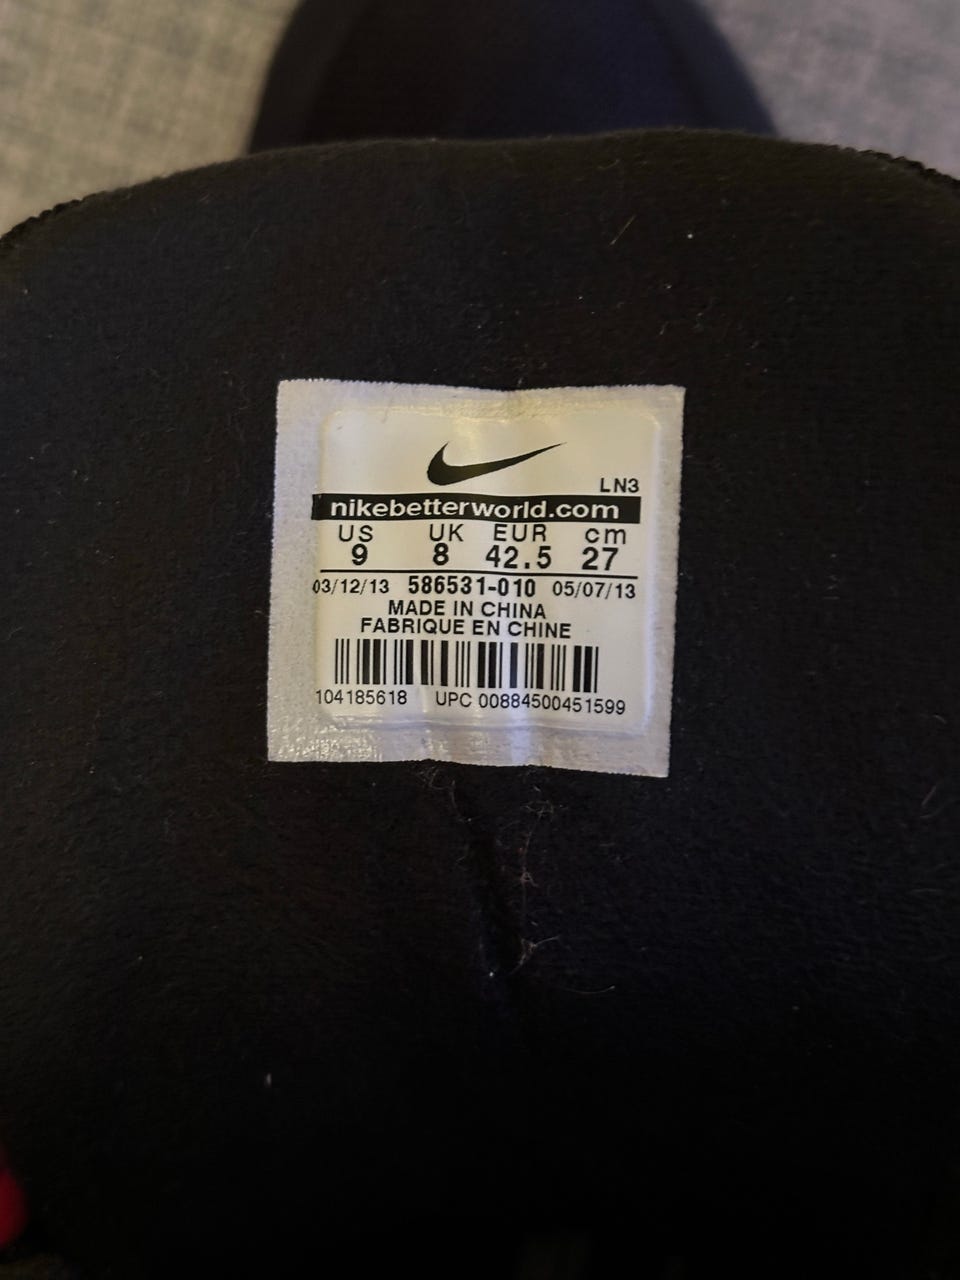 LN3
nikebetterworld.com
US UK EUR cm
9 8 42.5 27
03/12/13 586531-010 05/07/13
MADE IN CHINA
FABRIQUE EN CHINE
104185618 UPC 00884500451599